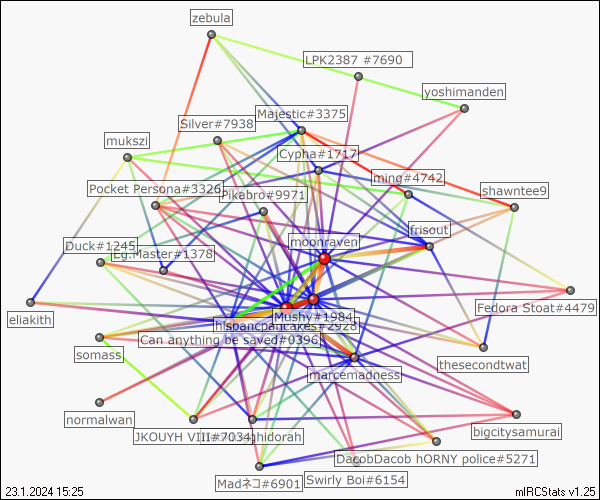 zebula
LPK2387 #7690
yoshimanden
Majestic#3375
Silver#7938
mukszi
Cypha#1717
ming#4742
Pocket Persona#3326
Pikabro#9971
shawntee9
frisout
moonraven
Duck#1245
Eg.Master#1378
Fedora Stoat#4479
eliakith
Mushy#1984
hispancpancakes#2928
Can anything be saved#0396
somass
thesecondtwat
marcemadness
normalwan
bigcitysamurai
JKOUYH VIII#7034
ghidorah
DacobDacob hORNY police#5271
Swirly Boi#6154
Madネコ#6901
23.1.2024 15:25
mIRCStats v1.25